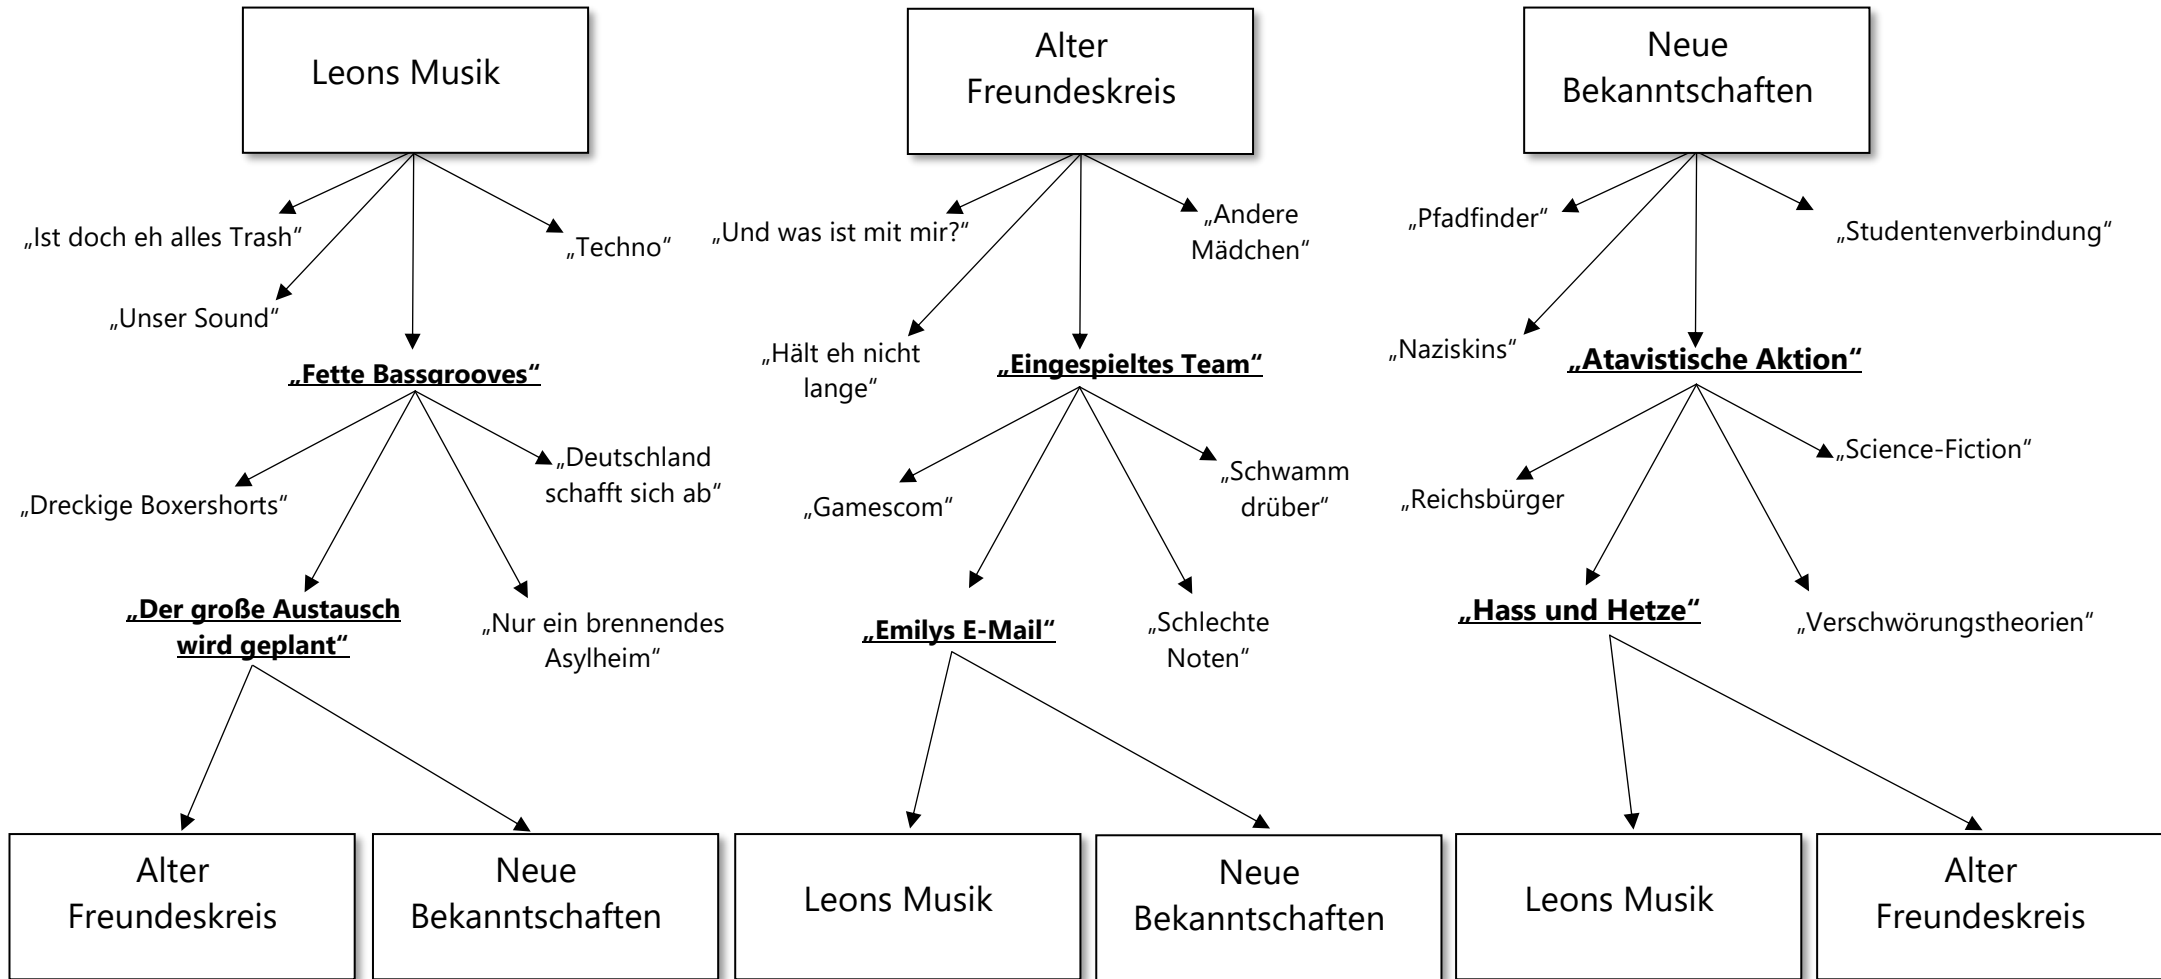 Leons Musik
Alter
Freundeskreis
Neue
Bekanntschaften
„Ist doch eh alles Trash“
„Unser Sound“
„Techno“
„Fette Bassgrooves“
„Und was ist mit mir?“
„Andere
Mädchen“
„Hält eh nicht
lange“
„Eingespieltes Team“
„Pfadfinder“
„Studentenverbindung“
„Naziskins“
„Atavistische Aktion“
„Dreckige Boxershorts“
„Deutschland
schafft sich ab“
„Der große Austausch
wird geplant“
„Nur ein brennendes
Asylheim“
„Gamescom“
„Schwamm
drüber“
„Emilys E-Mail“
„Schlechte
Noten“
„Reichsbürger
„Science-Fiction“
„Hass und Hetze“
„Verschwörungstheorien“
Alter
Freundeskreis
Neue
Bekanntschaften
Leons Musik
Neue
Bekanntschaften
Leons Musik
Alter
Freundeskreis